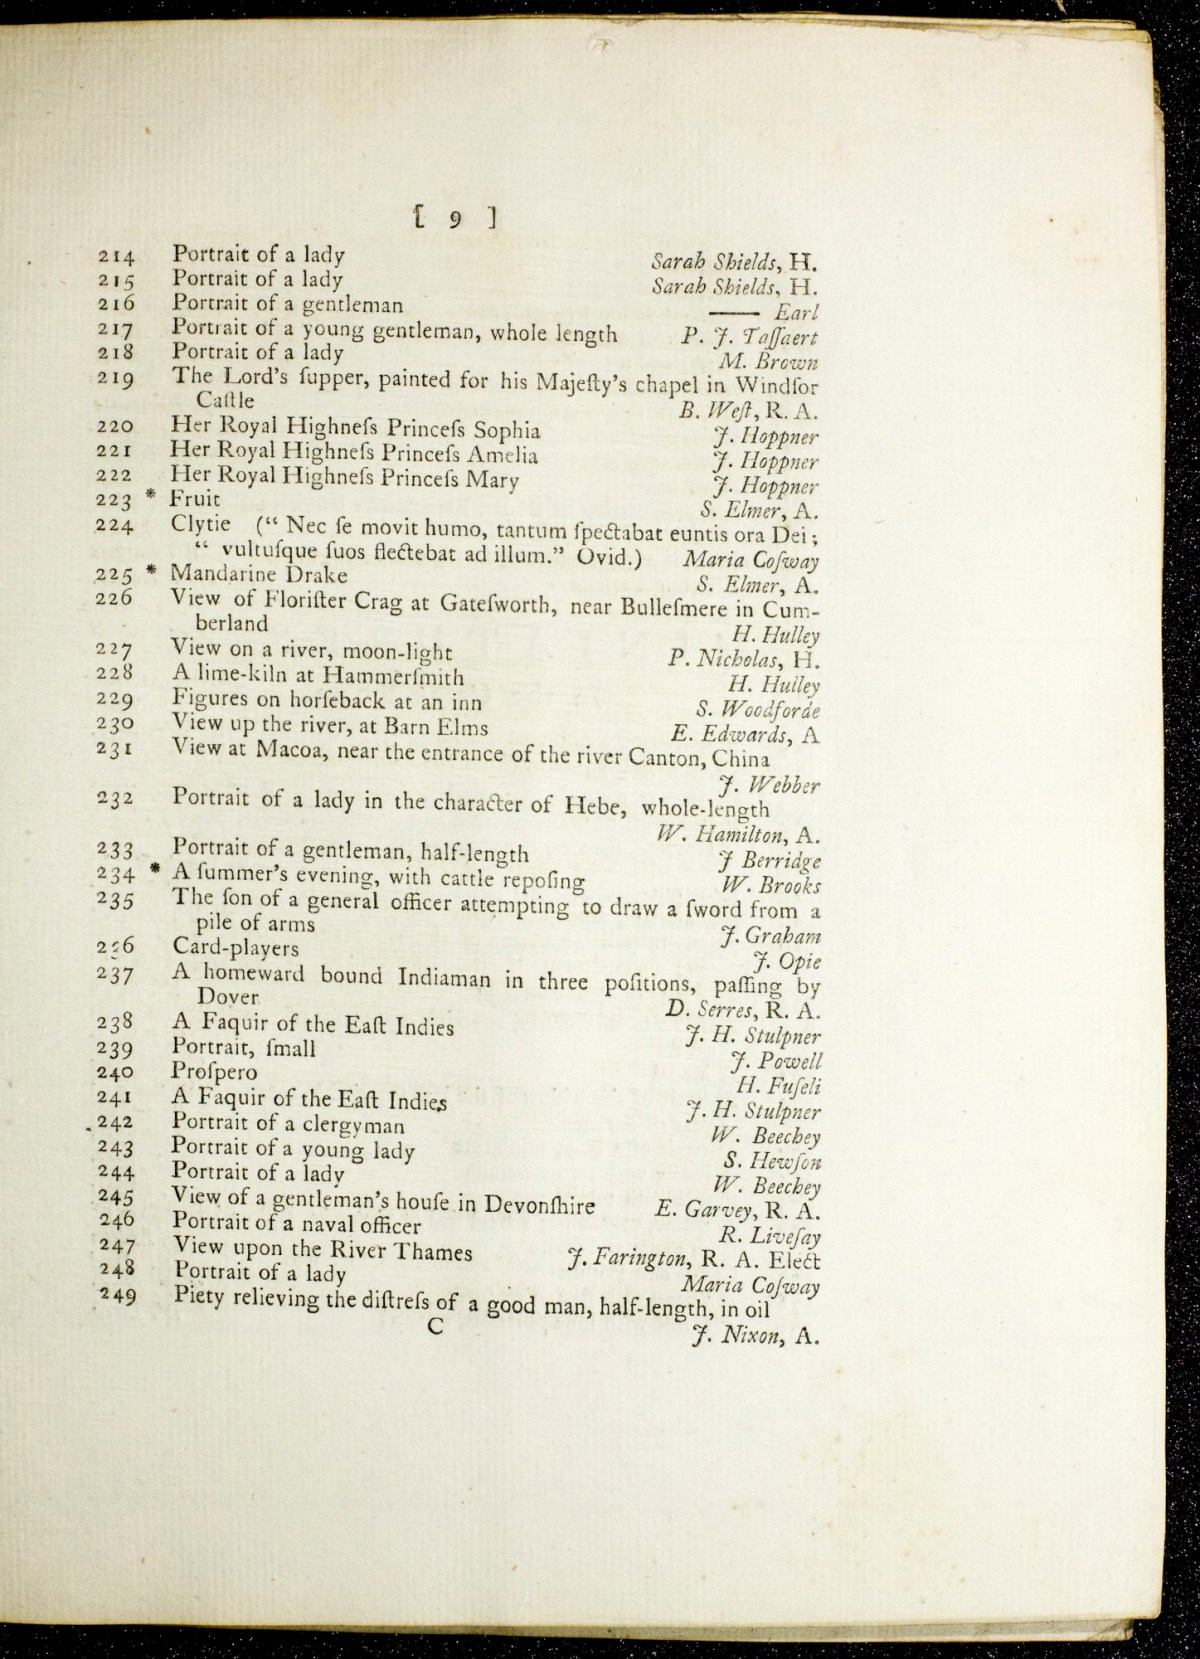 [ 9 ]
214 Portrait of a lady Sarah Shields, H.
215 Portrait of a lady Sarah Shields, H.
216 Portrait of a gentleman —— Earl
217 Portrait of a young gentleman, whole length P. J. Taſſaert
218 Portrait of a lady M. Brown
219 The Lord's ſupper, painted for his Majeſty's chapel in Windſor
Caſtle B. Weſt, R. A.
220 Her Royal Highneſs Princeſs Sophia J. Hoppner
221 Her Royal Highneſs Princeſs Amelia J. Hoppner
222 Her Royal Highneſs Princeſs Mary J. Hoppner
223 * Fruit S. Elmer, A.
224 Clytie (“ Nec ſe movit humo, tantum ſpectabat euntis ora Dei;
“ vultuſque ſuos flectebat ad illum.” Ovid.) Maria Coſway
225 * Mandarine Drake S. Elmer, A.
226 View of Floriſter Crag at Gateſworth, near Bulleſmere in Cum-
berland H. Hulley
227 View on a river, moon-light P. Nicholas, H.
228 A lime-kiln at Hammerſmith H. Hulley
229 Figures on horſeback at an inn S. Woodforde
230 View up the river, at Barn Elms E. Edwards, A
231 View at Macoa, near the entrance of the river Canton, China
J. Webber
232 Portrait of a lady in the character of Hebe, whole-length
W. Hamilton, A.
233 Portrait of a gentleman, half-length J Berridge
234 * A ſummer's evening, with cattle repoſing W. Brooks
235 The ſon of a general officer attempting to draw a ſword from a
pile of arms J. Graham
236 Card-players J. Opie
237 A homeward bound Indiaman in three poſitions, paſſing by
Dover D. Serres, R. A.
238 A Faquir of the Eaſt Indies J. H. Stulpner
239 Portrait, ſmall J. Powell
240 Proſpero H. Fuſeli
241 A Faquir of the Eaſt Indies J. H. Stulpner
242 Portrait of a clergyman W. Beechey
243 Portrait of a young lady S. Hewſon
244 Portrait of a lady W. Beechey
245 View of a gentleman's houſe in Devonſhire E. Garvey, R. A.
246 Portrait of a naval officer R. Liveſay
247 View upon the River Thames J. Farington, R. A. Elect
248 Portrait of a lady Maria Coſway
249 Piety relieving the diſtreſs of a good man, half-length, in oil
C J. Nixon, A.